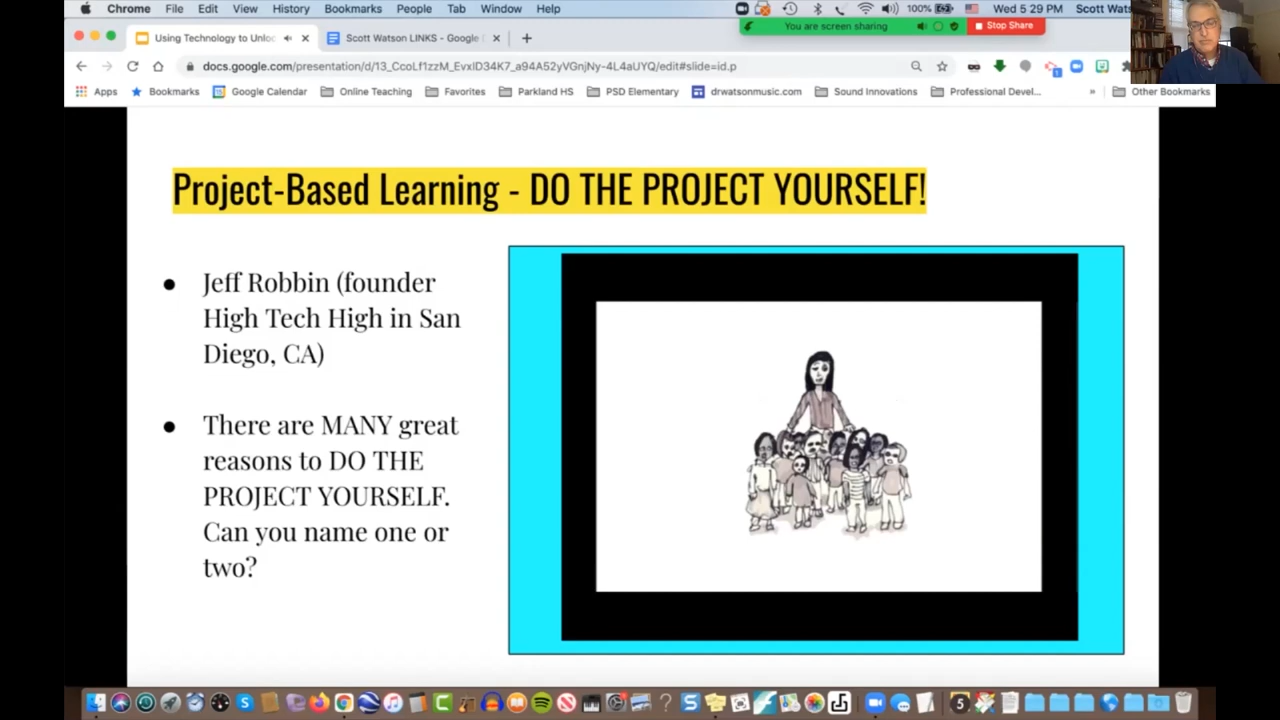 Chrome File Edit View History Bookmarks People Tab Window Help 100% Wed 5:29 PM Scott Wats
You are screen sharing Stop Share
Using Technology to Unloc Scott Watson LINKS - Google
docs.google.com/presentation/d/13_CcoLf1zzM_EvxID34K7_a94A52yVGnjNy-4L4aUYQ/edit#slide=id.p
Apps Bookmarks Google Calendar Online Teaching Favorites Parkland HS PSD Elementary drwatsonmusic.com Sound Innovations Professional Devel... » Other Bookmarks
Project-Based Learning - DO THE PROJECT YOURSELF!
● Jeff Robbin (founder
High Tech High in San
Diego, CA)
● There are MANY great
reasons to DO THE
PROJECT YOURSELF.
Can you name one or
two?